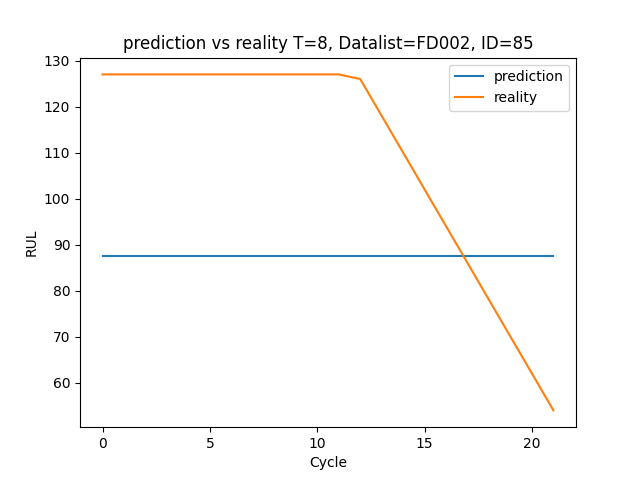 prediction vs reality T=8, Datalist=FD002, ID=85
prediction
reality
130
120
110
100
90
80
70
60
RUL
0
5
10
15
20
Cycle